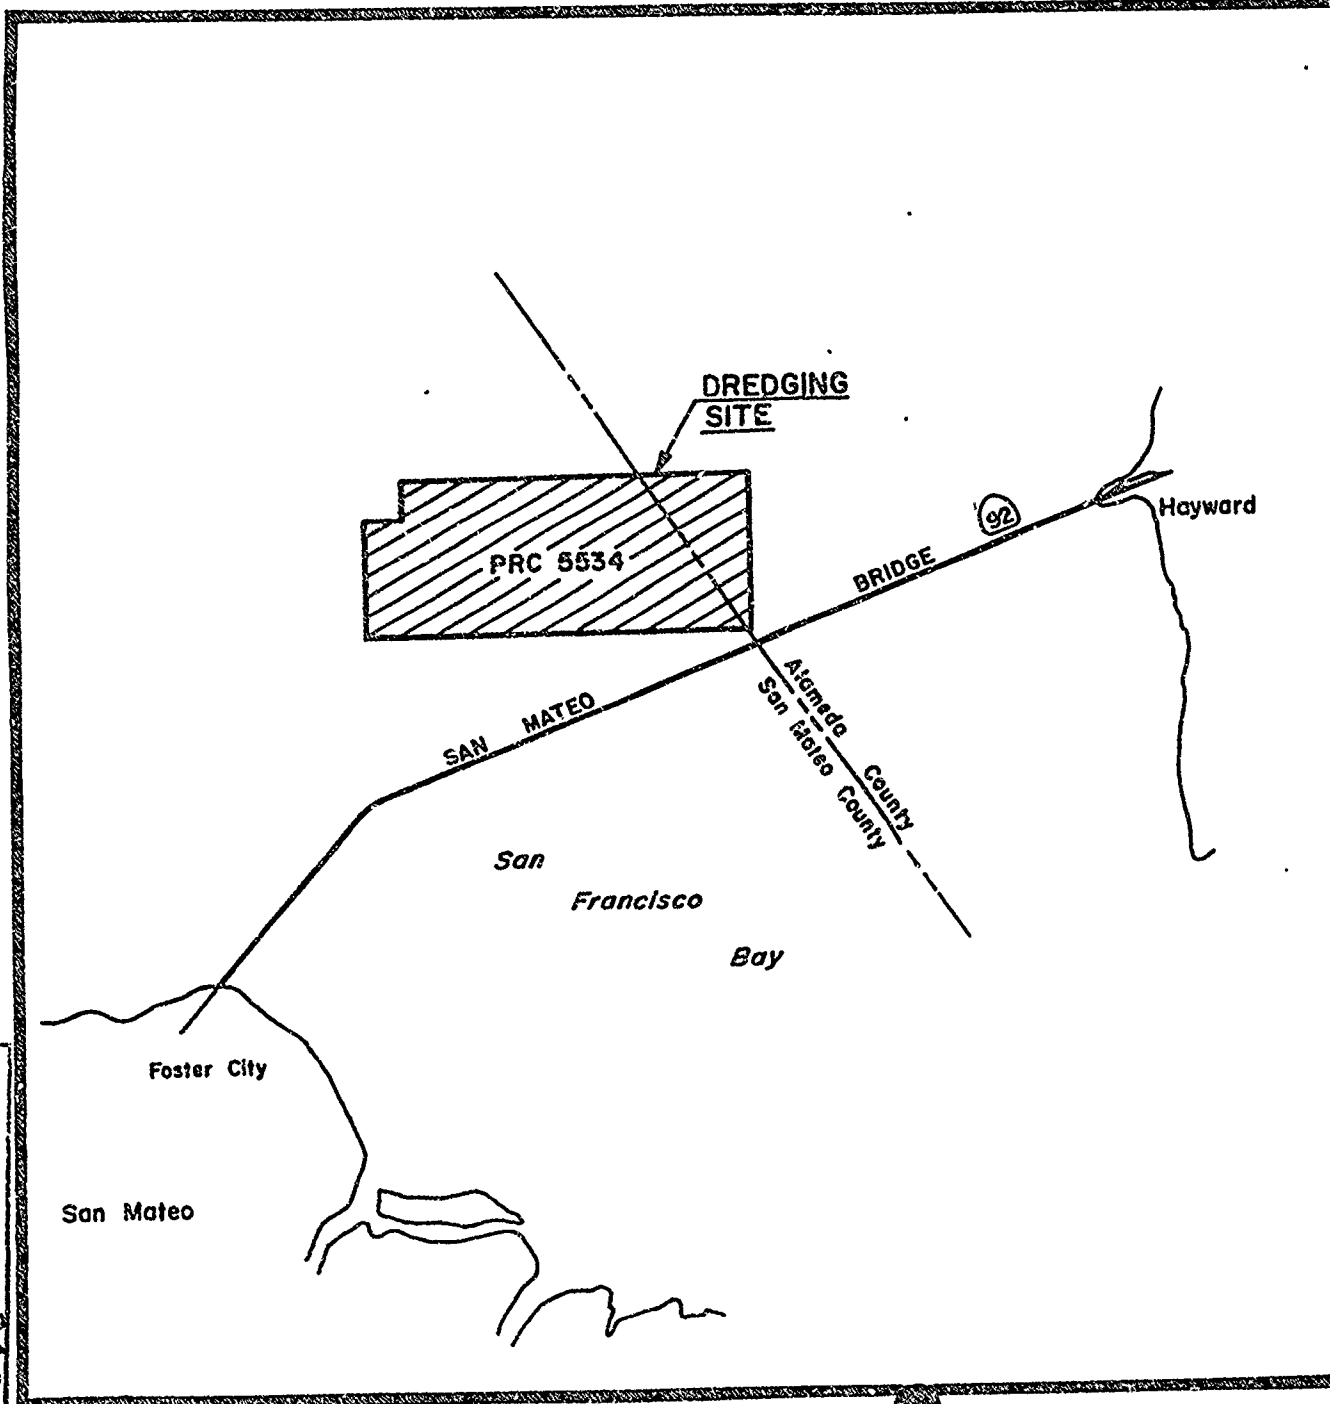 DREDGING
SITE
92
Hayward
PRC 5534
BRIDGE
SAN MATEO
Alameda County
San Mateo County
San
Francisco
Bay
Foster City
San Mateo